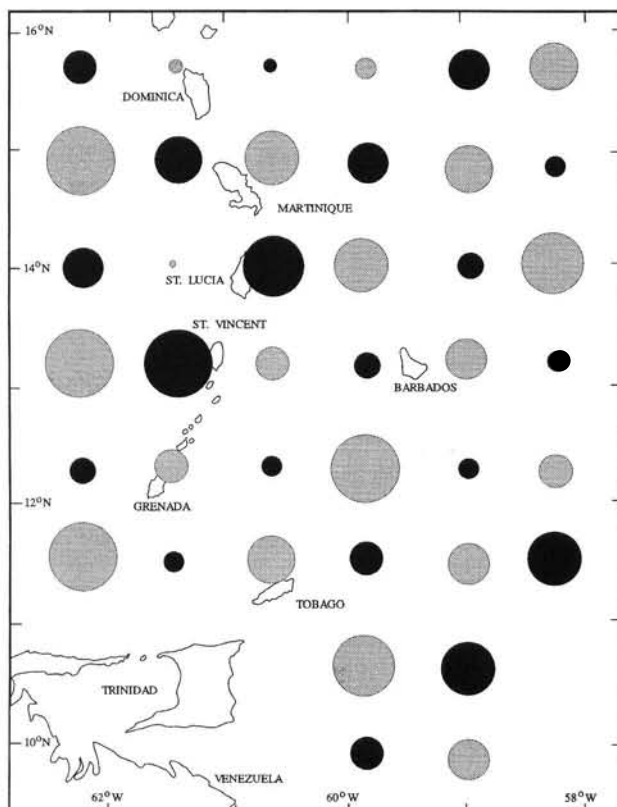 16°N
DOMINICA
MARTINIQUE
14°N
ST. LUCIA
ST. VINCENT
BARBADOS
12°N
GRENADA
TOBAGO
TRINIDAD
10°N
VENEZUELA
62°W
60°W
58°W